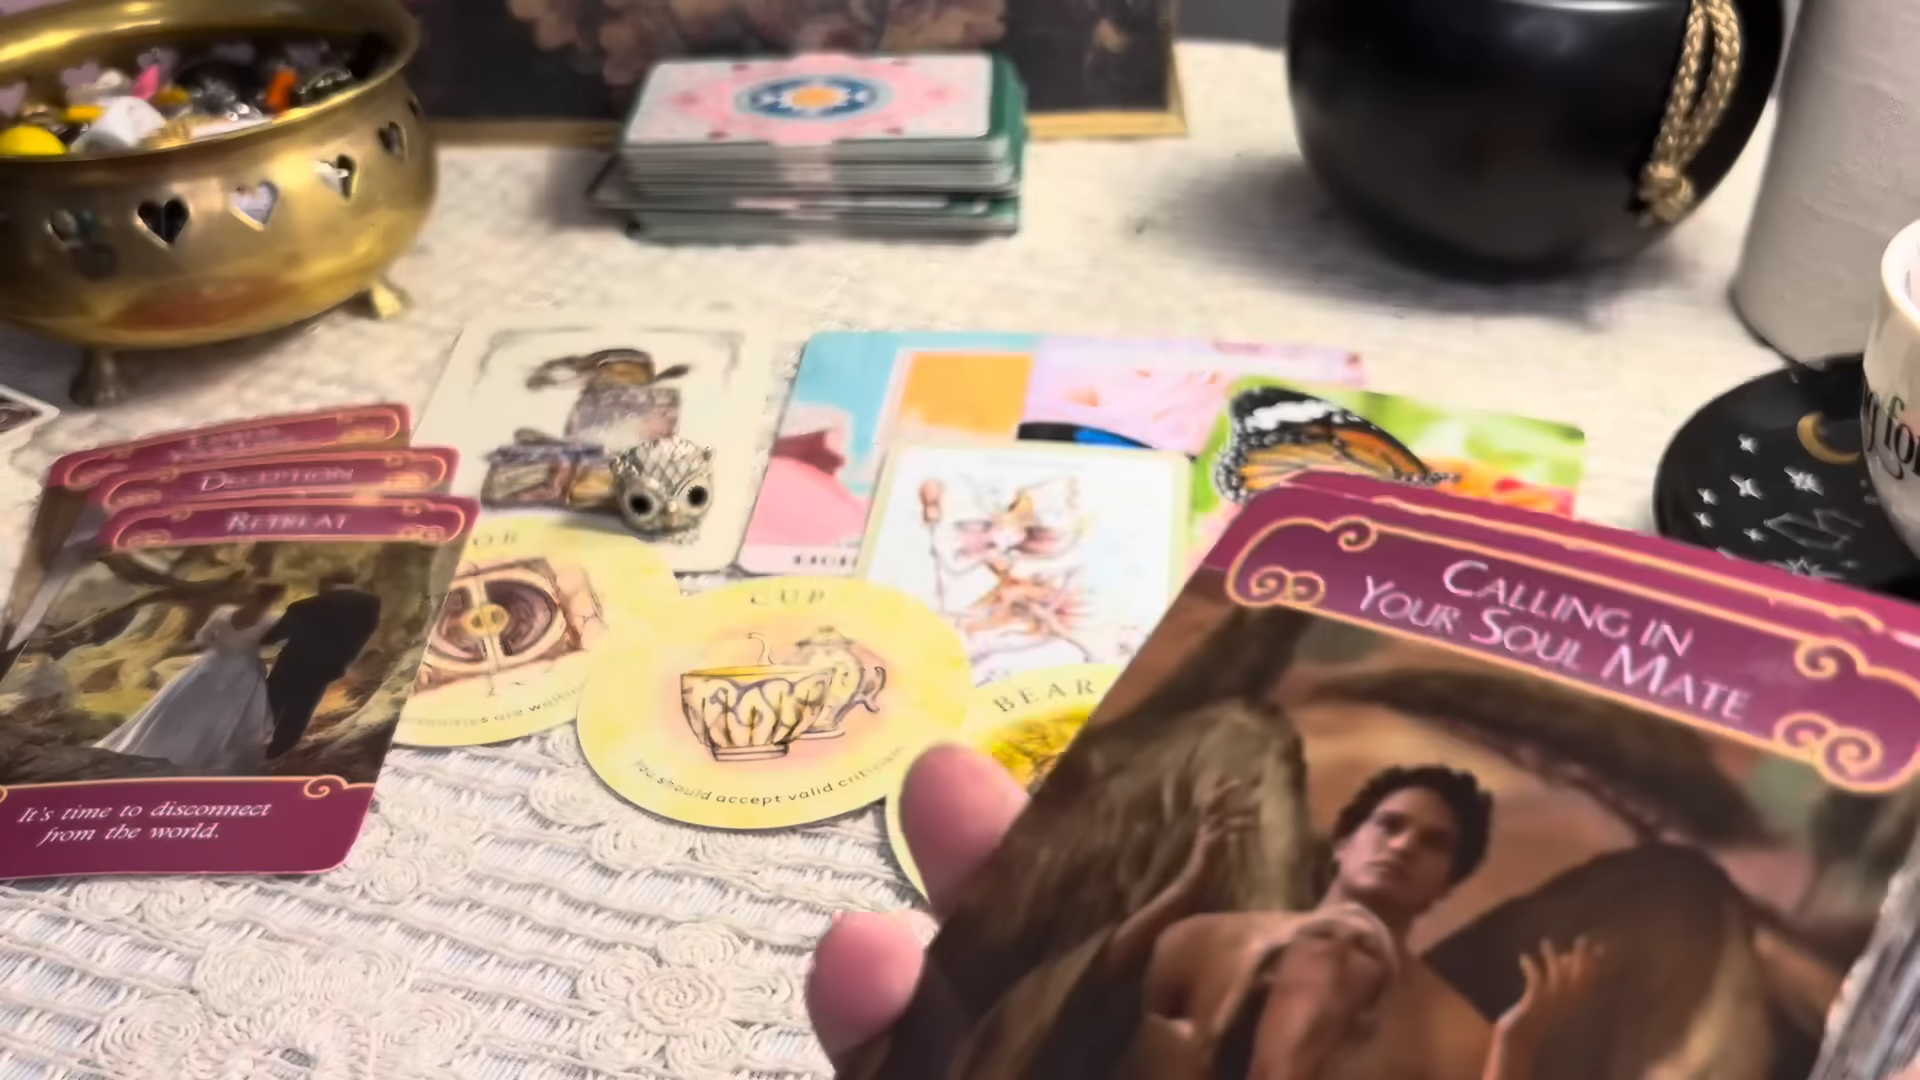 DECEPTION
RETREAT
It's time to disconnect
from the world.
CUP
You should accept valid criticism
BEAR
CALLING IN
YOUR SOUL MATE